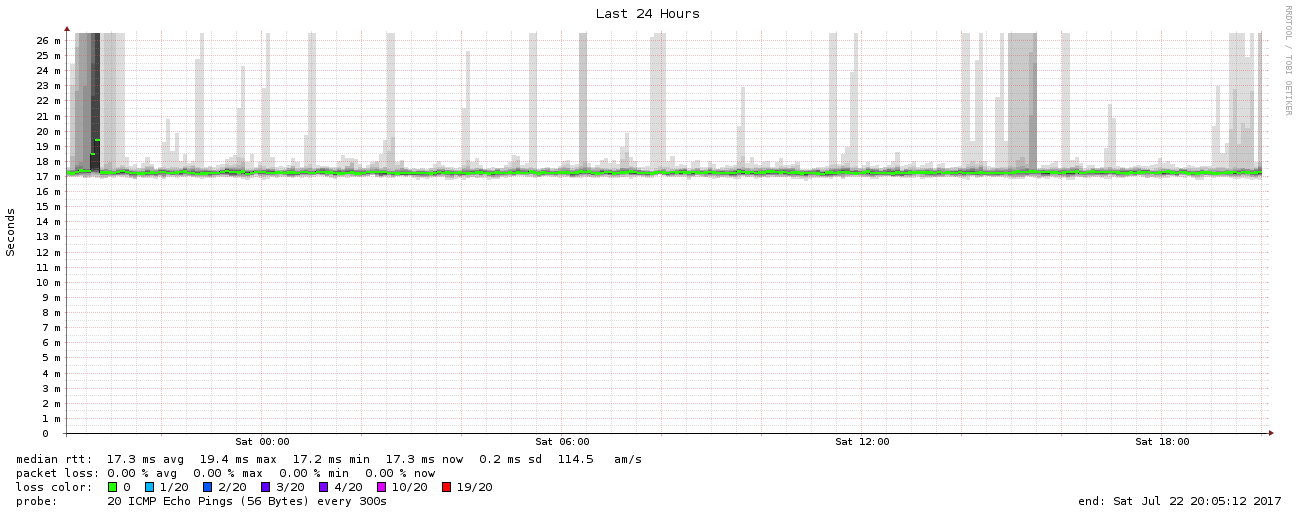 Last 24 Hours
RRDTOOL / TOBI OETIKER
26 m
25 m
24 m
23 m
22 m
21 m
20 m
19 m
18 m
17 m
16 m
15 m
14 m
13 m
12 m
11 m
10 m
9 m
8 m
7 m
6 m
5 m
4 m
3 m
2 m
1 m
0
Seconds
Sat 00:00 Sat 06:00 Sat 12:00 Sat 18:00
median rtt: 17.3 ms avg 19.4 ms max 17.2 ms min 17.3 ms now 0.2 ms sd 114.5 am/s
packet loss: 0.00 % avg 0.00 % max 0.00 % min 0.00 % now
loss color: 0 1/20 2/20 3/20 4/20 10/20 19/20
probe: 20 ICMP Echo Pings (56 Bytes) every 300s end: Sat Jul 22 20:05:12 2017